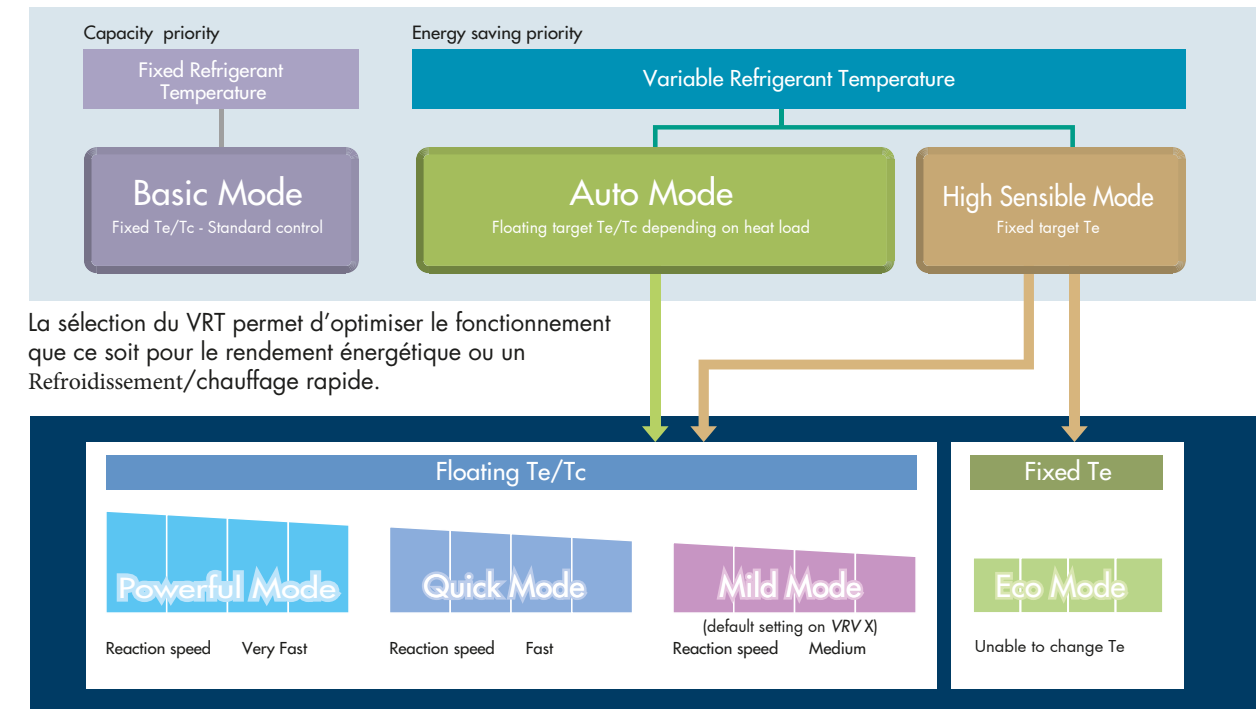 Capacity priority
Energy saving priority
Fixed Refrigerant
Temperature
Variable Refrigerant Temperature
Basic Mode
Fixed Te/Tc - Standard control
Auto Mode
Floating target Te/Tc depending on heat load
High Sensible Mode
Fixed target Te
La sélection du VRT permet d'optimiser le fonctionnement
que ce soit pour le rendement énergétique ou un
Refroidissement/chauffage rapide.
Floating Te/Tc
Fixed Te
Powerful Mode
Reaction speed Very Fast
Quick Mode
Reaction speed Fast
Mild Mode
(default setting on VRV X)
Reaction speed Medium
Eco Mode
Unable to change Te